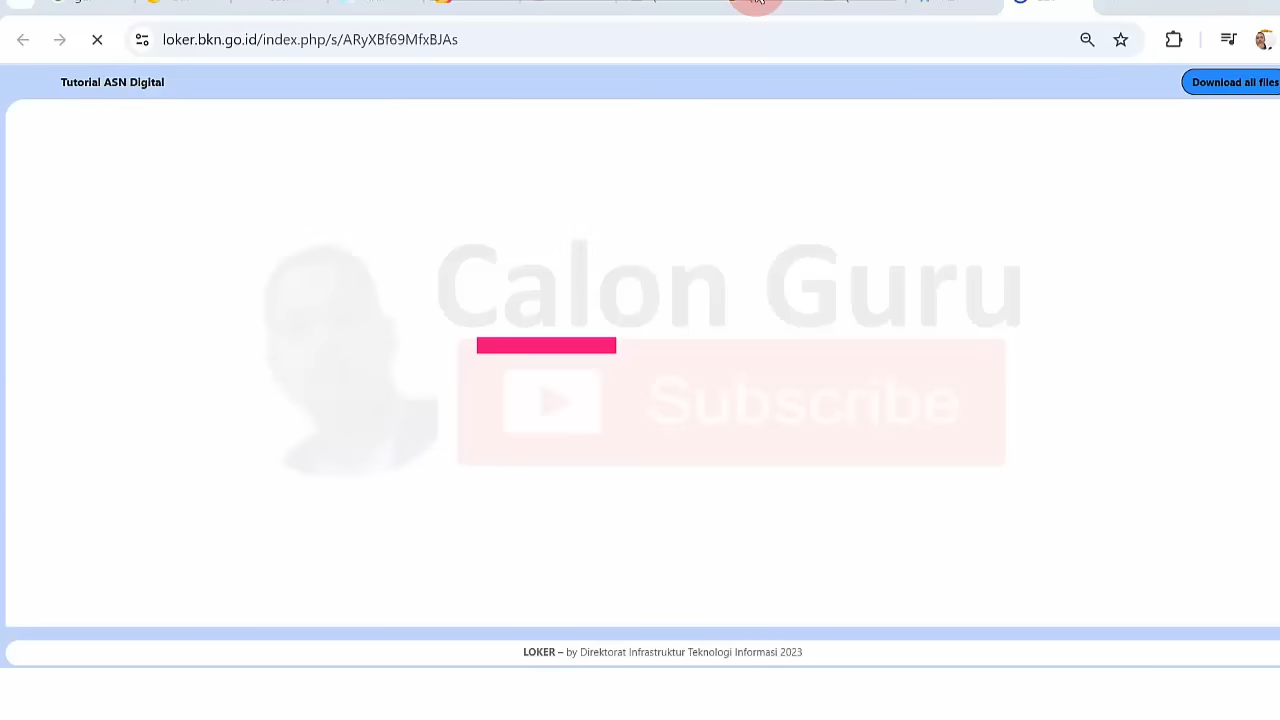 loker.bkn.go.id/index.php/s/ARyXBf69MfxBJAs
Tutorial ASN Digital
Download all files
Calon Guru
Subscribe
LOKER – by Direktorat Infrastruktur Teknologi Informasi 2023